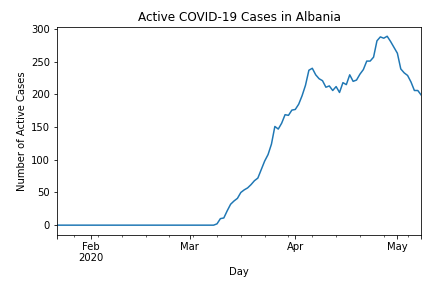 Active COVID-19 Cases in Albania
Number of Active Cases
300
250
200
150
100
50
0
Feb
2020
Mar
Apr
May
Day